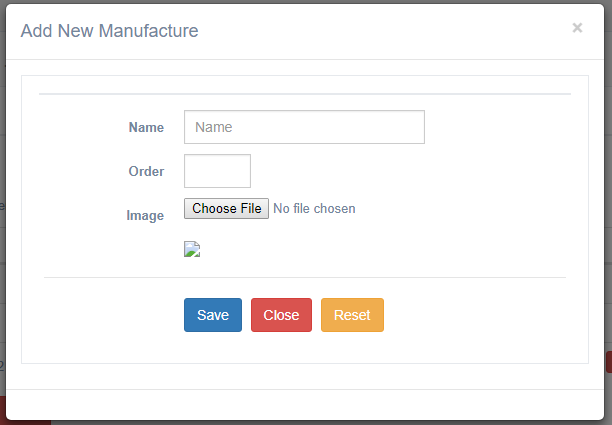 Add New Manufacture ×
Name Name
Order
Image Choose File No file chosen
Save Close Reset